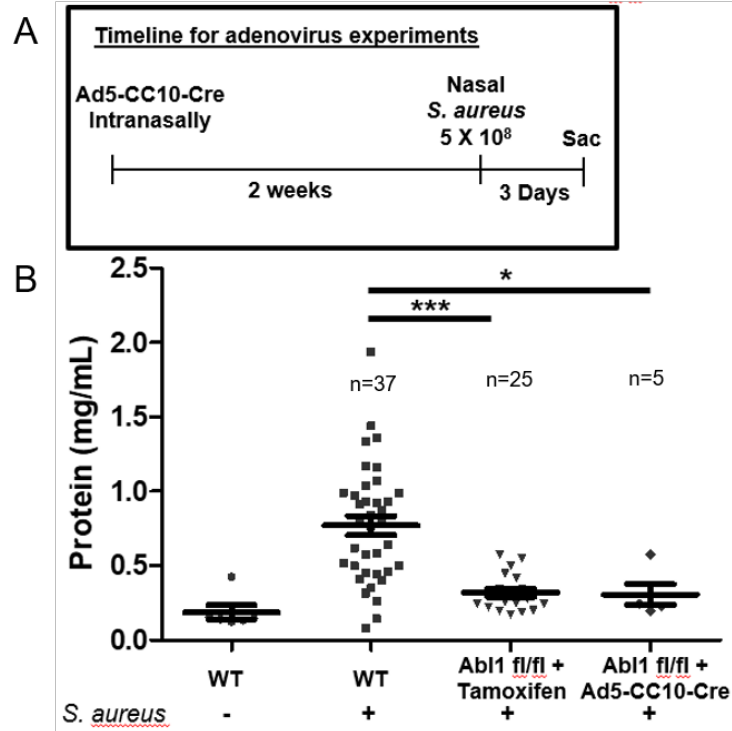 A
Timeline for adenovirus experiments
Ad5-CC10-Cre
Intranasally
Nasal
S. aureus
5 X 10⁸
Sac
2 weeks
3 Days
B
Protein (mg/mL)
2.5
2.0
1.5
1.0
0.5
0.0
*
***
n=37
n=25
n=5
WT
WT
Abl1 fl/fl +
Tamoxifen
Abl1 fl/fl +
Ad5-CC10-Cre
S. aureus - + + +